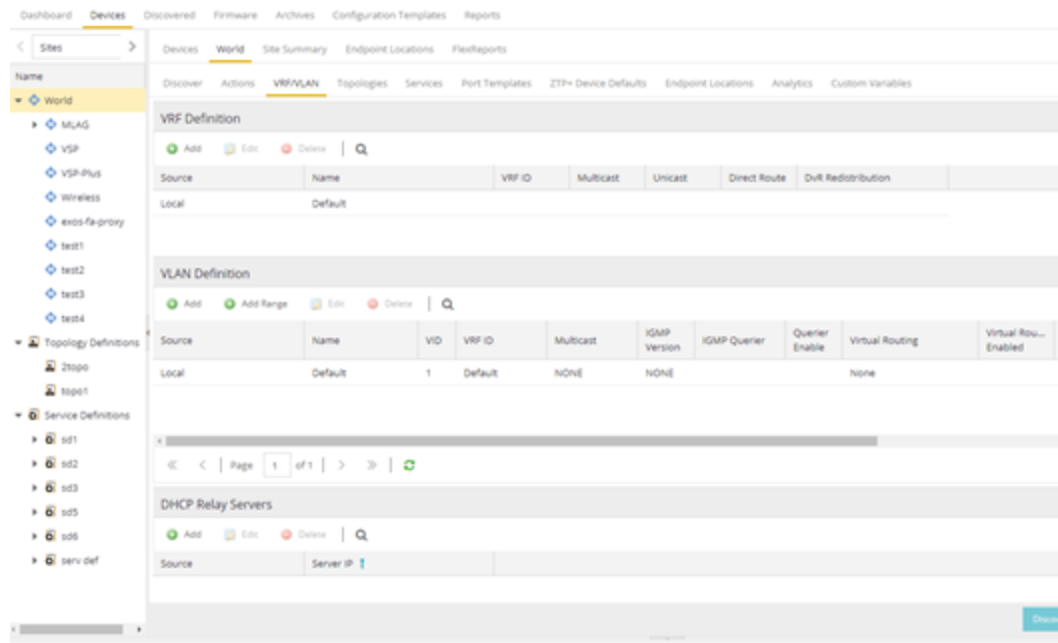 Dashboard Devices Discovered Firmware Archives Configuration Templates Reports
Sites
Devices World Site Summary Endpoint Locations FlexReports
Name
Discover Actions VRF/VLAN Topologies Services Port Templates ZTP+ Device Defaults Endpoint Locations Analytics Custom Variables
World
MLAG
VSP
VSP-Plus
Wireless
exos-fa-proxy
test1
test2
test3
test4
Topology Definitions
2topo
topo1
Service Definitions
sd1
sd2
sd3
sd5
sd6
serv def
VRF Definition
Add Edit Delete
Source Name VRF ID Multicast Unicast Direct Route DvR Redistribution
Local Default
VLAN Definition
Add Add Range Edit Delete
Source Name VID VRF ID Multicast IGMP Version IGMP Querier Querier Enable Virtual Routing Virtual Rou... Enabled
Local Default 1 Default NONE NONE None
Page 1 of 1
DHCP Relay Servers
Add Edit Delete
Source Server IP